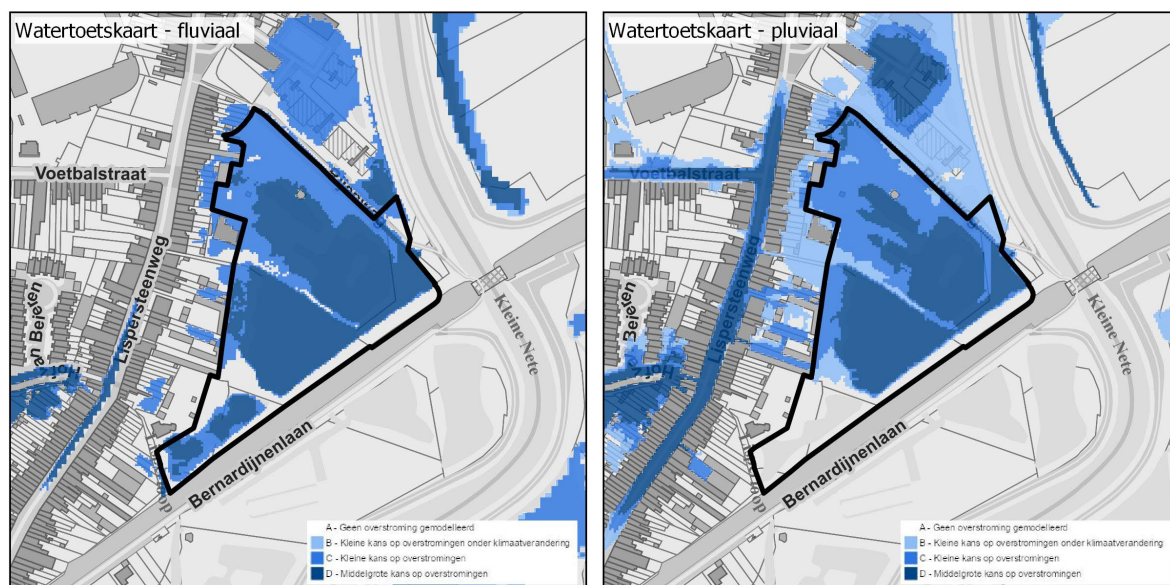 Watertoetskaart - fluviaal
Voetbalstraat
Lispersteenweg
Kleine Nete
Bernardijnenlaan
A - Geen overstroming gemodelleerd
B - Kleine kans op overstromingen onder klimaatverandering
C - Kleine kans op overstromingen
D - Middelgrote kans op overstromingen
Watertoetskaart - pluviaal
Voetbalstraat
Lispersteenweg
Kleine Nete
Bernardijnenlaan
A - Geen overstroming gemodelleerd
B - Kleine kans op overstromingen onder klimaatverandering
C - Kleine kans op overstromingen
D - Middelgrote kans op overstromingen